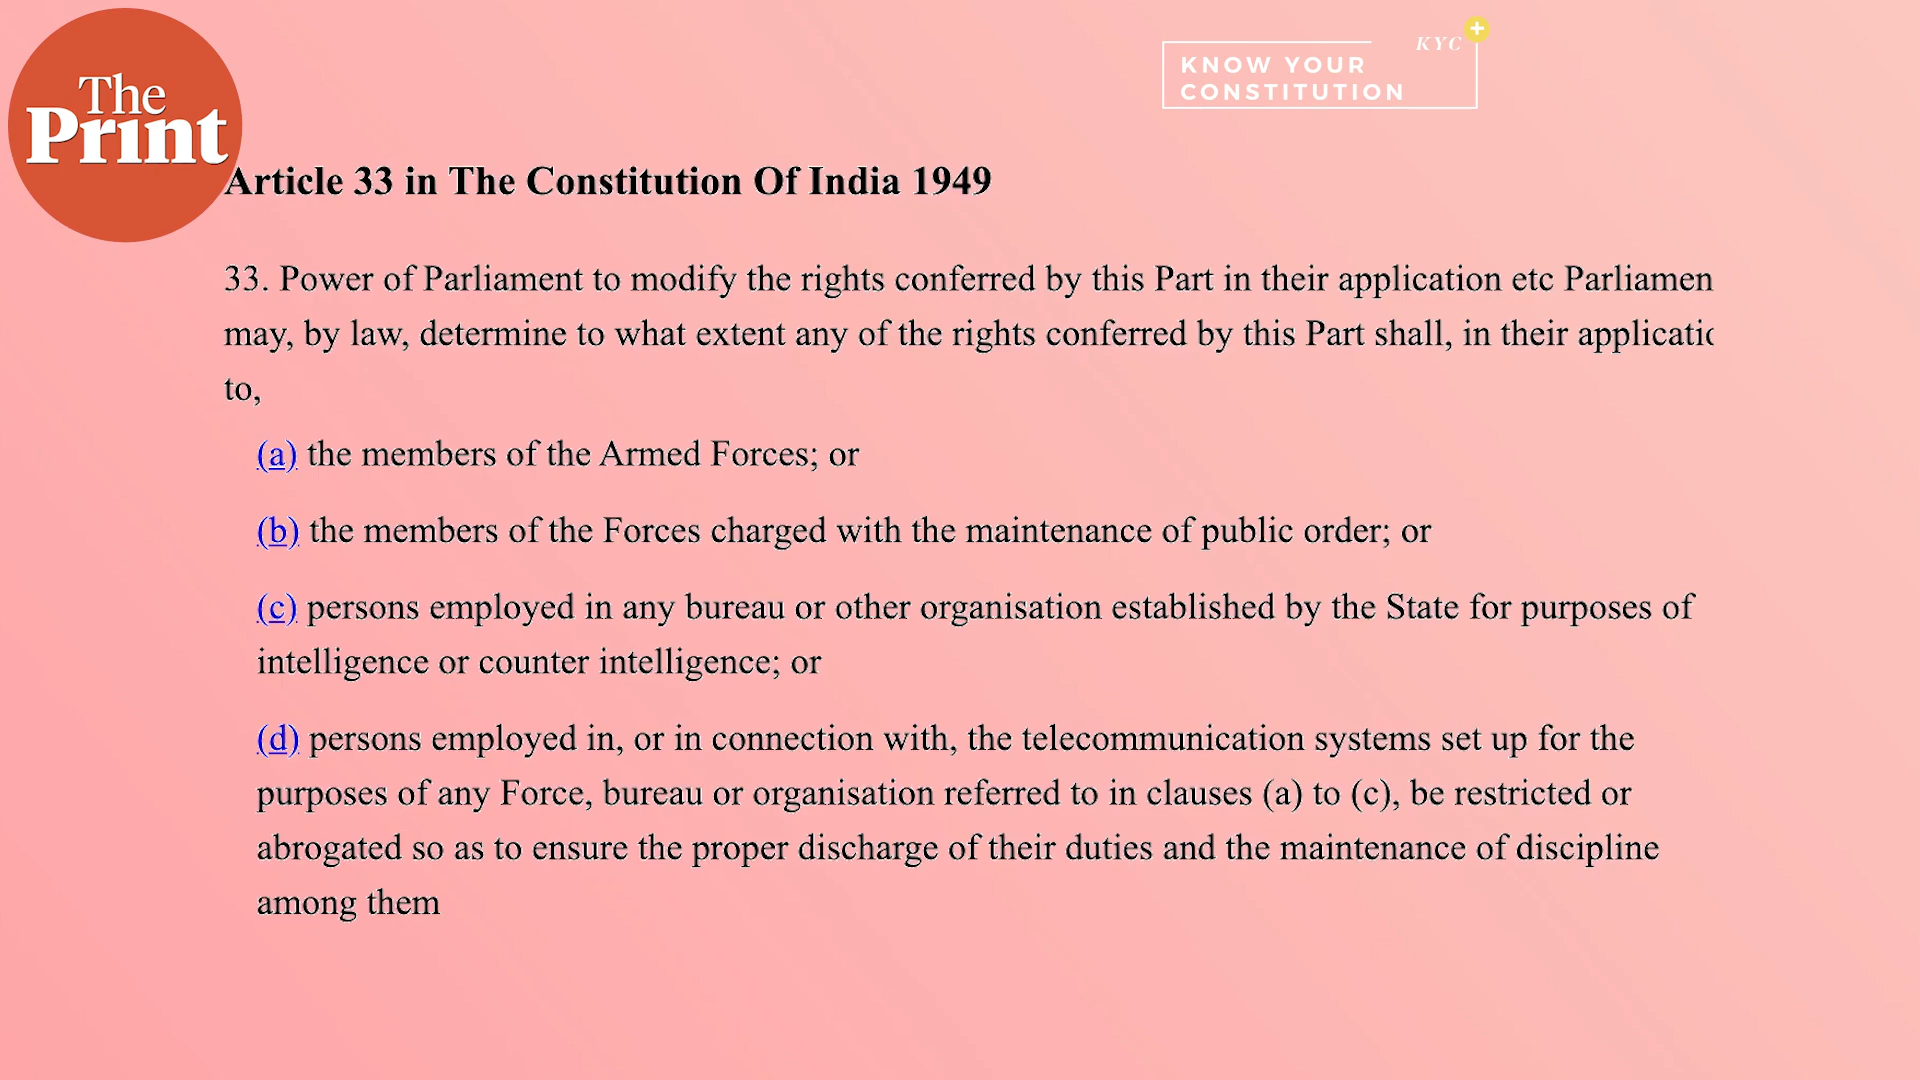 The
Print
KYC
KNOW YOUR
CONSTITUTION
Article 33 in The Constitution Of India 1949
33. Power of Parliament to modify the rights conferred by this Part in their application etc Parliamen
may, by law, determine to what extent any of the rights conferred by this Part shall, in their applicatic
to,
(a) the members of the Armed Forces; or
(b) the members of the Forces charged with the maintenance of public order; or
(c) persons employed in any bureau or other organisation established by the State for purposes of
intelligence or counter intelligence; or
(d) persons employed in, or in connection with, the telecommunication systems set up for the
purposes of any Force, bureau or organisation referred to in clauses (a) to (c), be restricted or
abrogated so as to ensure the proper discharge of their duties and the maintenance of discipline
among them